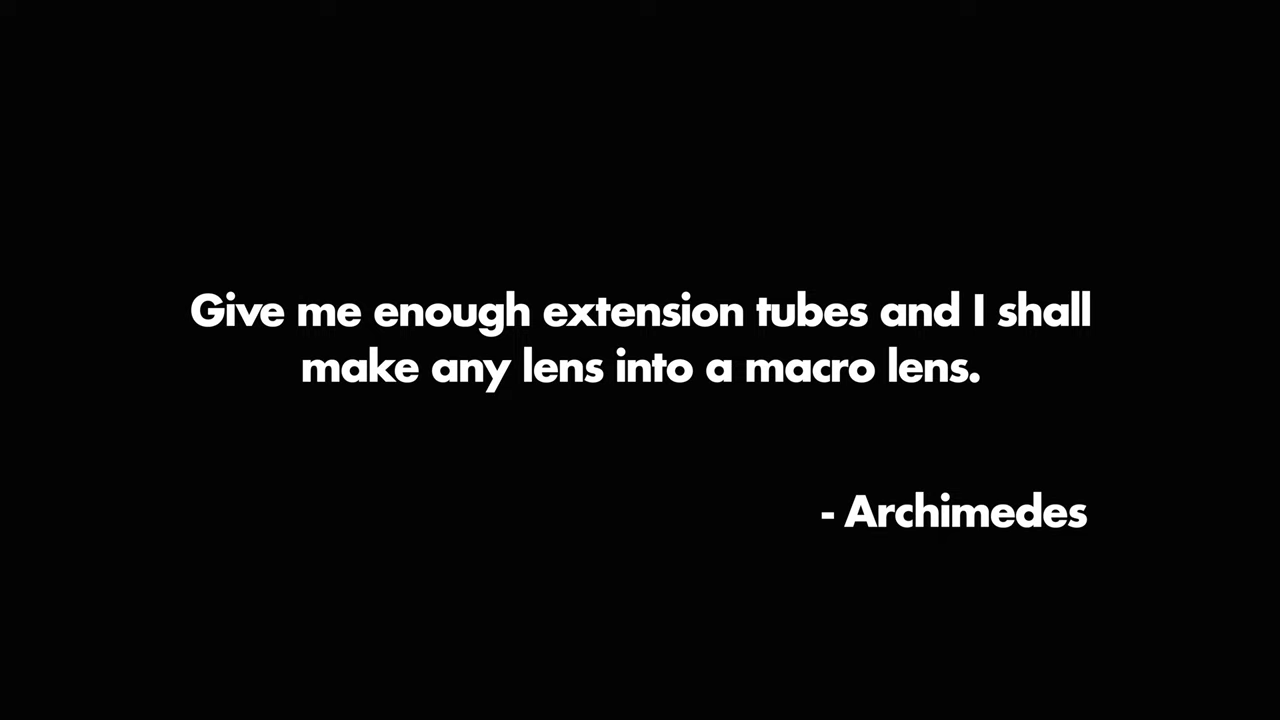 Give me enough extension tubes and I shall
make any lens into a macro lens.
- Archimedes